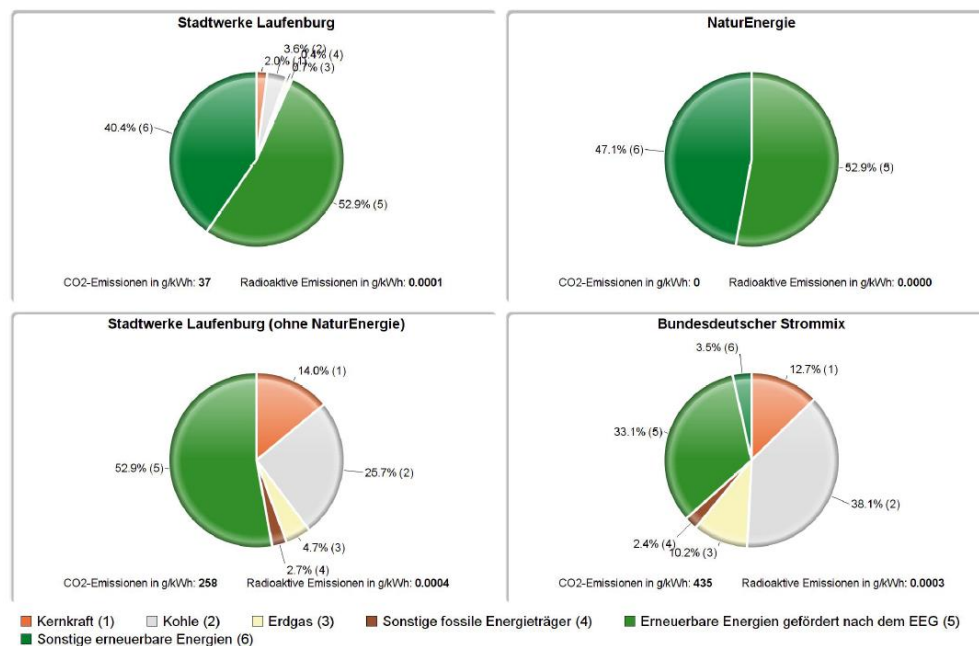 Stadtwerke Laufenburg
3.6% (2)
0.4% (4)
2.0% (1)
0.7% (3)
40.4% (6)
52.9% (5)
CO2-Emissionen in g/kWh: 37 Radioaktive Emissionen in g/kWh: 0.0001
NaturEnergie
47.1% (6)
52.9% (5)
CO2-Emissionen in g/kWh: 0 Radioaktive Emissionen in g/kWh: 0.0000
Stadtwerke Laufenburg (ohne NaturEnergie)
14.0% (1)
52.9% (5)
25.7% (2)
4.7% (3)
2.7% (4)
CO2-Emissionen in g/kWh: 258 Radioaktive Emissionen in g/kWh: 0.0004
Bundesdeutscher Strommix
3.5% (6)
12.7% (1)
33.1% (5)
38.1% (2)
2.4% (4)
10.2% (3)
CO2-Emissionen in g/kWh: 435 Radioaktive Emissionen in g/kWh: 0.0003
Kernkraft (1) Kohle (2) Erdgas (3) Sonstige fossile Energieträger (4) Erneuerbare Energien gefördert nach dem EEG (5)
Sonstige erneuerbare Energien (6)